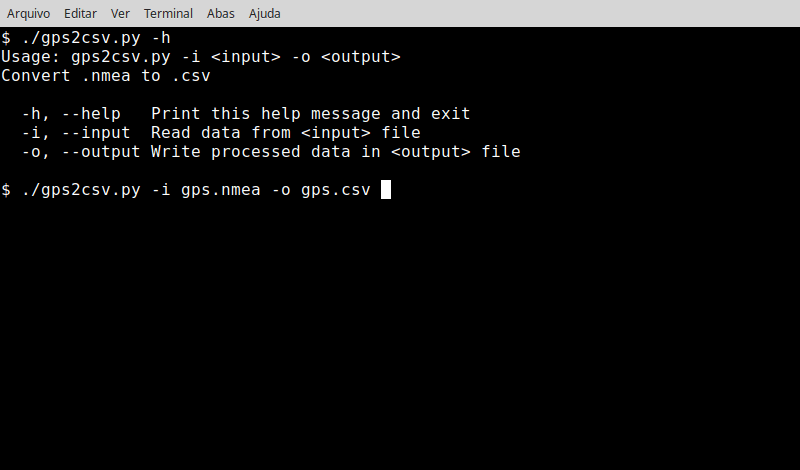 Arquivo Editar Ver Terminal Abas Ajuda
$ ./gps2csv.py -h
Usage: gps2csv.py -i <input> -o <output>
Convert .nmea to .csv
-h, --help   Print this help message and exit
-i, --input  Read data from <input> file
-o, --output Write processed data in <output> file
$ ./gps2csv.py -i gps.nmea -o gps.csv